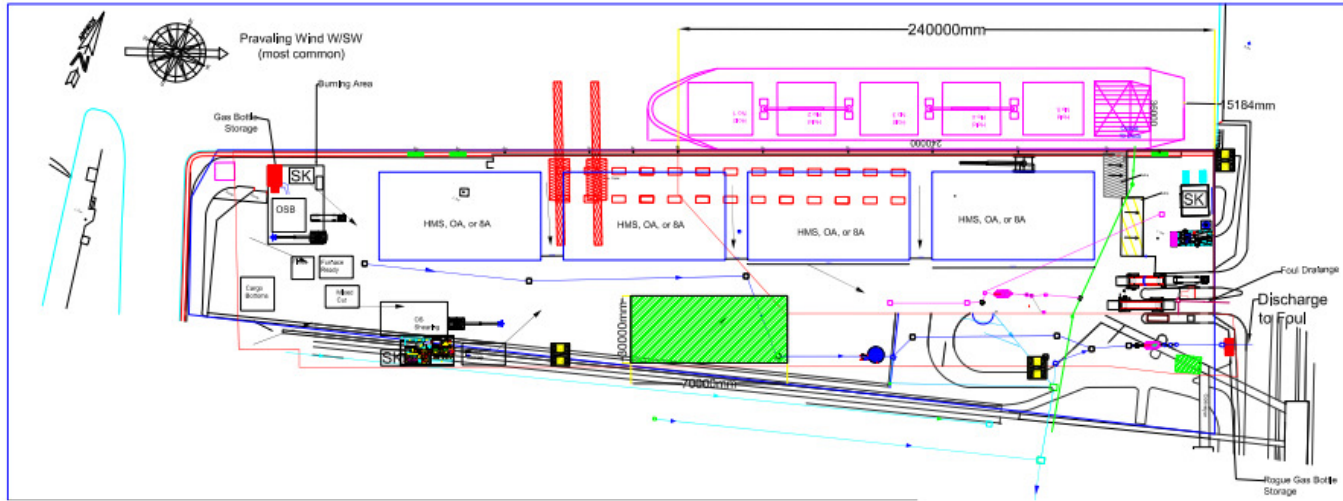 240000mm
Pravaling Wind W/SW
(most common)
Burning Area
Gas Bottle
Storage
15184mm
36000
240000
SK
OSB
HMS, OA, or 8A
HMS, OA, or 8A
HMS, OA, or 8A
HMS, OA, or 8A
SK
Furnace
Ready
Cargo
Bottoms
Mixed
Cut
OS
Shearing
SK
30000mm
70000mm
Foul Drainage
Discharge
to Foul
Rogue Gas Bottle
Storage